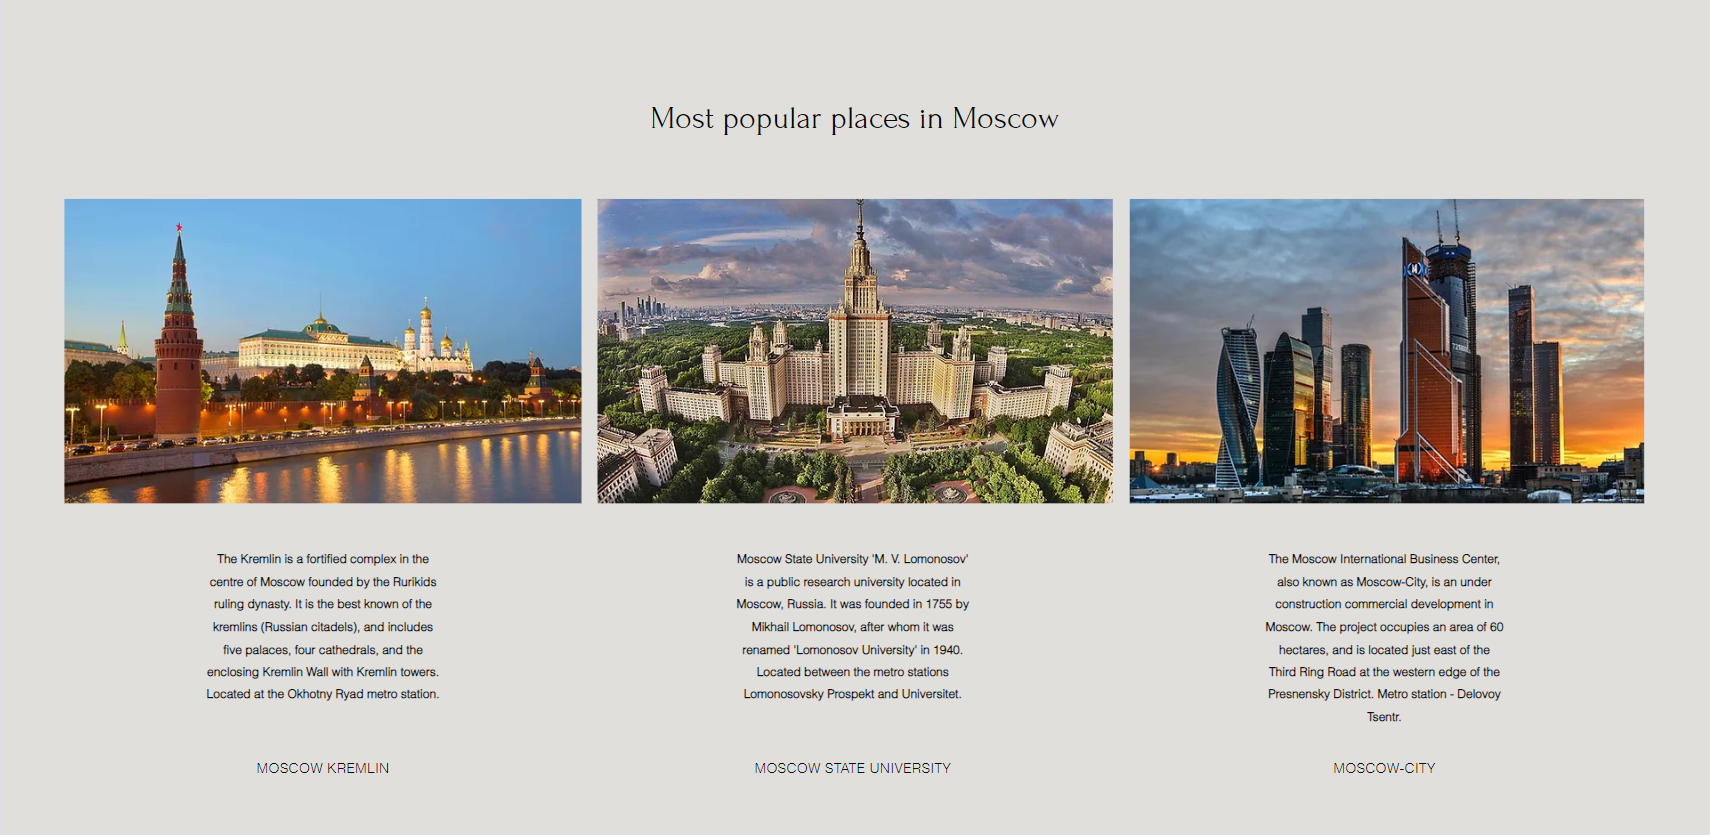 Most popular places in Moscow
The Kremlin is a fortified complex in the
centre of Moscow founded by the Rurikids
ruling dynasty. It is the best known of the
kremlins (Russian citadels), and includes
five palaces, four cathedrals, and the
enclosing Kremlin Wall with Kremlin towers.
Located at the Okhotny Ryad metro station.
MOSCOW KREMLIN
Moscow State University 'M. V. Lomonosov'
is a public research university located in
Moscow, Russia. It was founded in 1755 by
Mikhail Lomonosov, after whom it was
renamed 'Lomonosov University' in 1940.
Located between the metro stations
Lomonosovsky Prospekt and Universitet.
MOSCOW STATE UNIVERSITY
The Moscow International Business Center,
also known as Moscow-City, is an under
construction commercial development in
Moscow. The project occupies an area of 60
hectares, and is located just east of the
Third Ring Road at the western edge of the
Presnensky District. Metro station - Delovoy
Tsentr.
MOSCOW-CITY